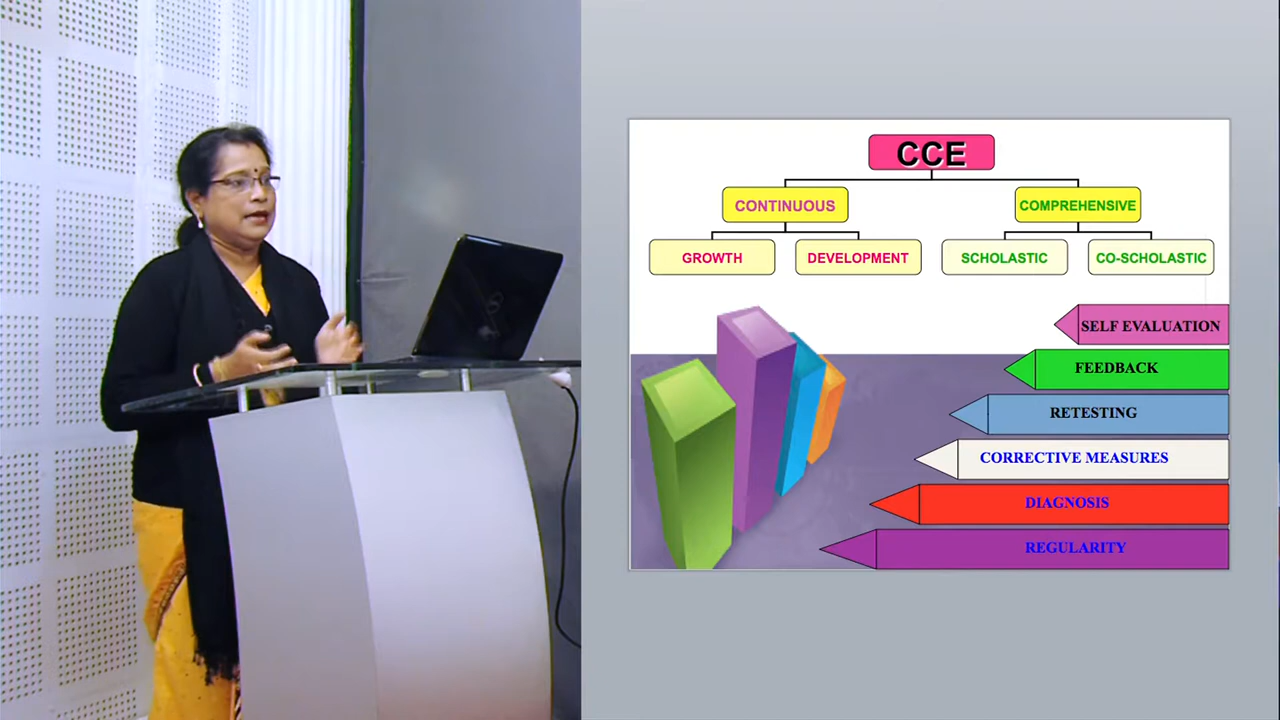 CCE
CONTINUOUS
COMPREHENSIVE
GROWTH
DEVELOPMENT
SCHOLASTIC
CO-SCHOLASTIC
SELF EVALUATION
FEEDBACK
RETESTING
CORRECTIVE MEASURES
DIAGNOSIS
REGULARITY